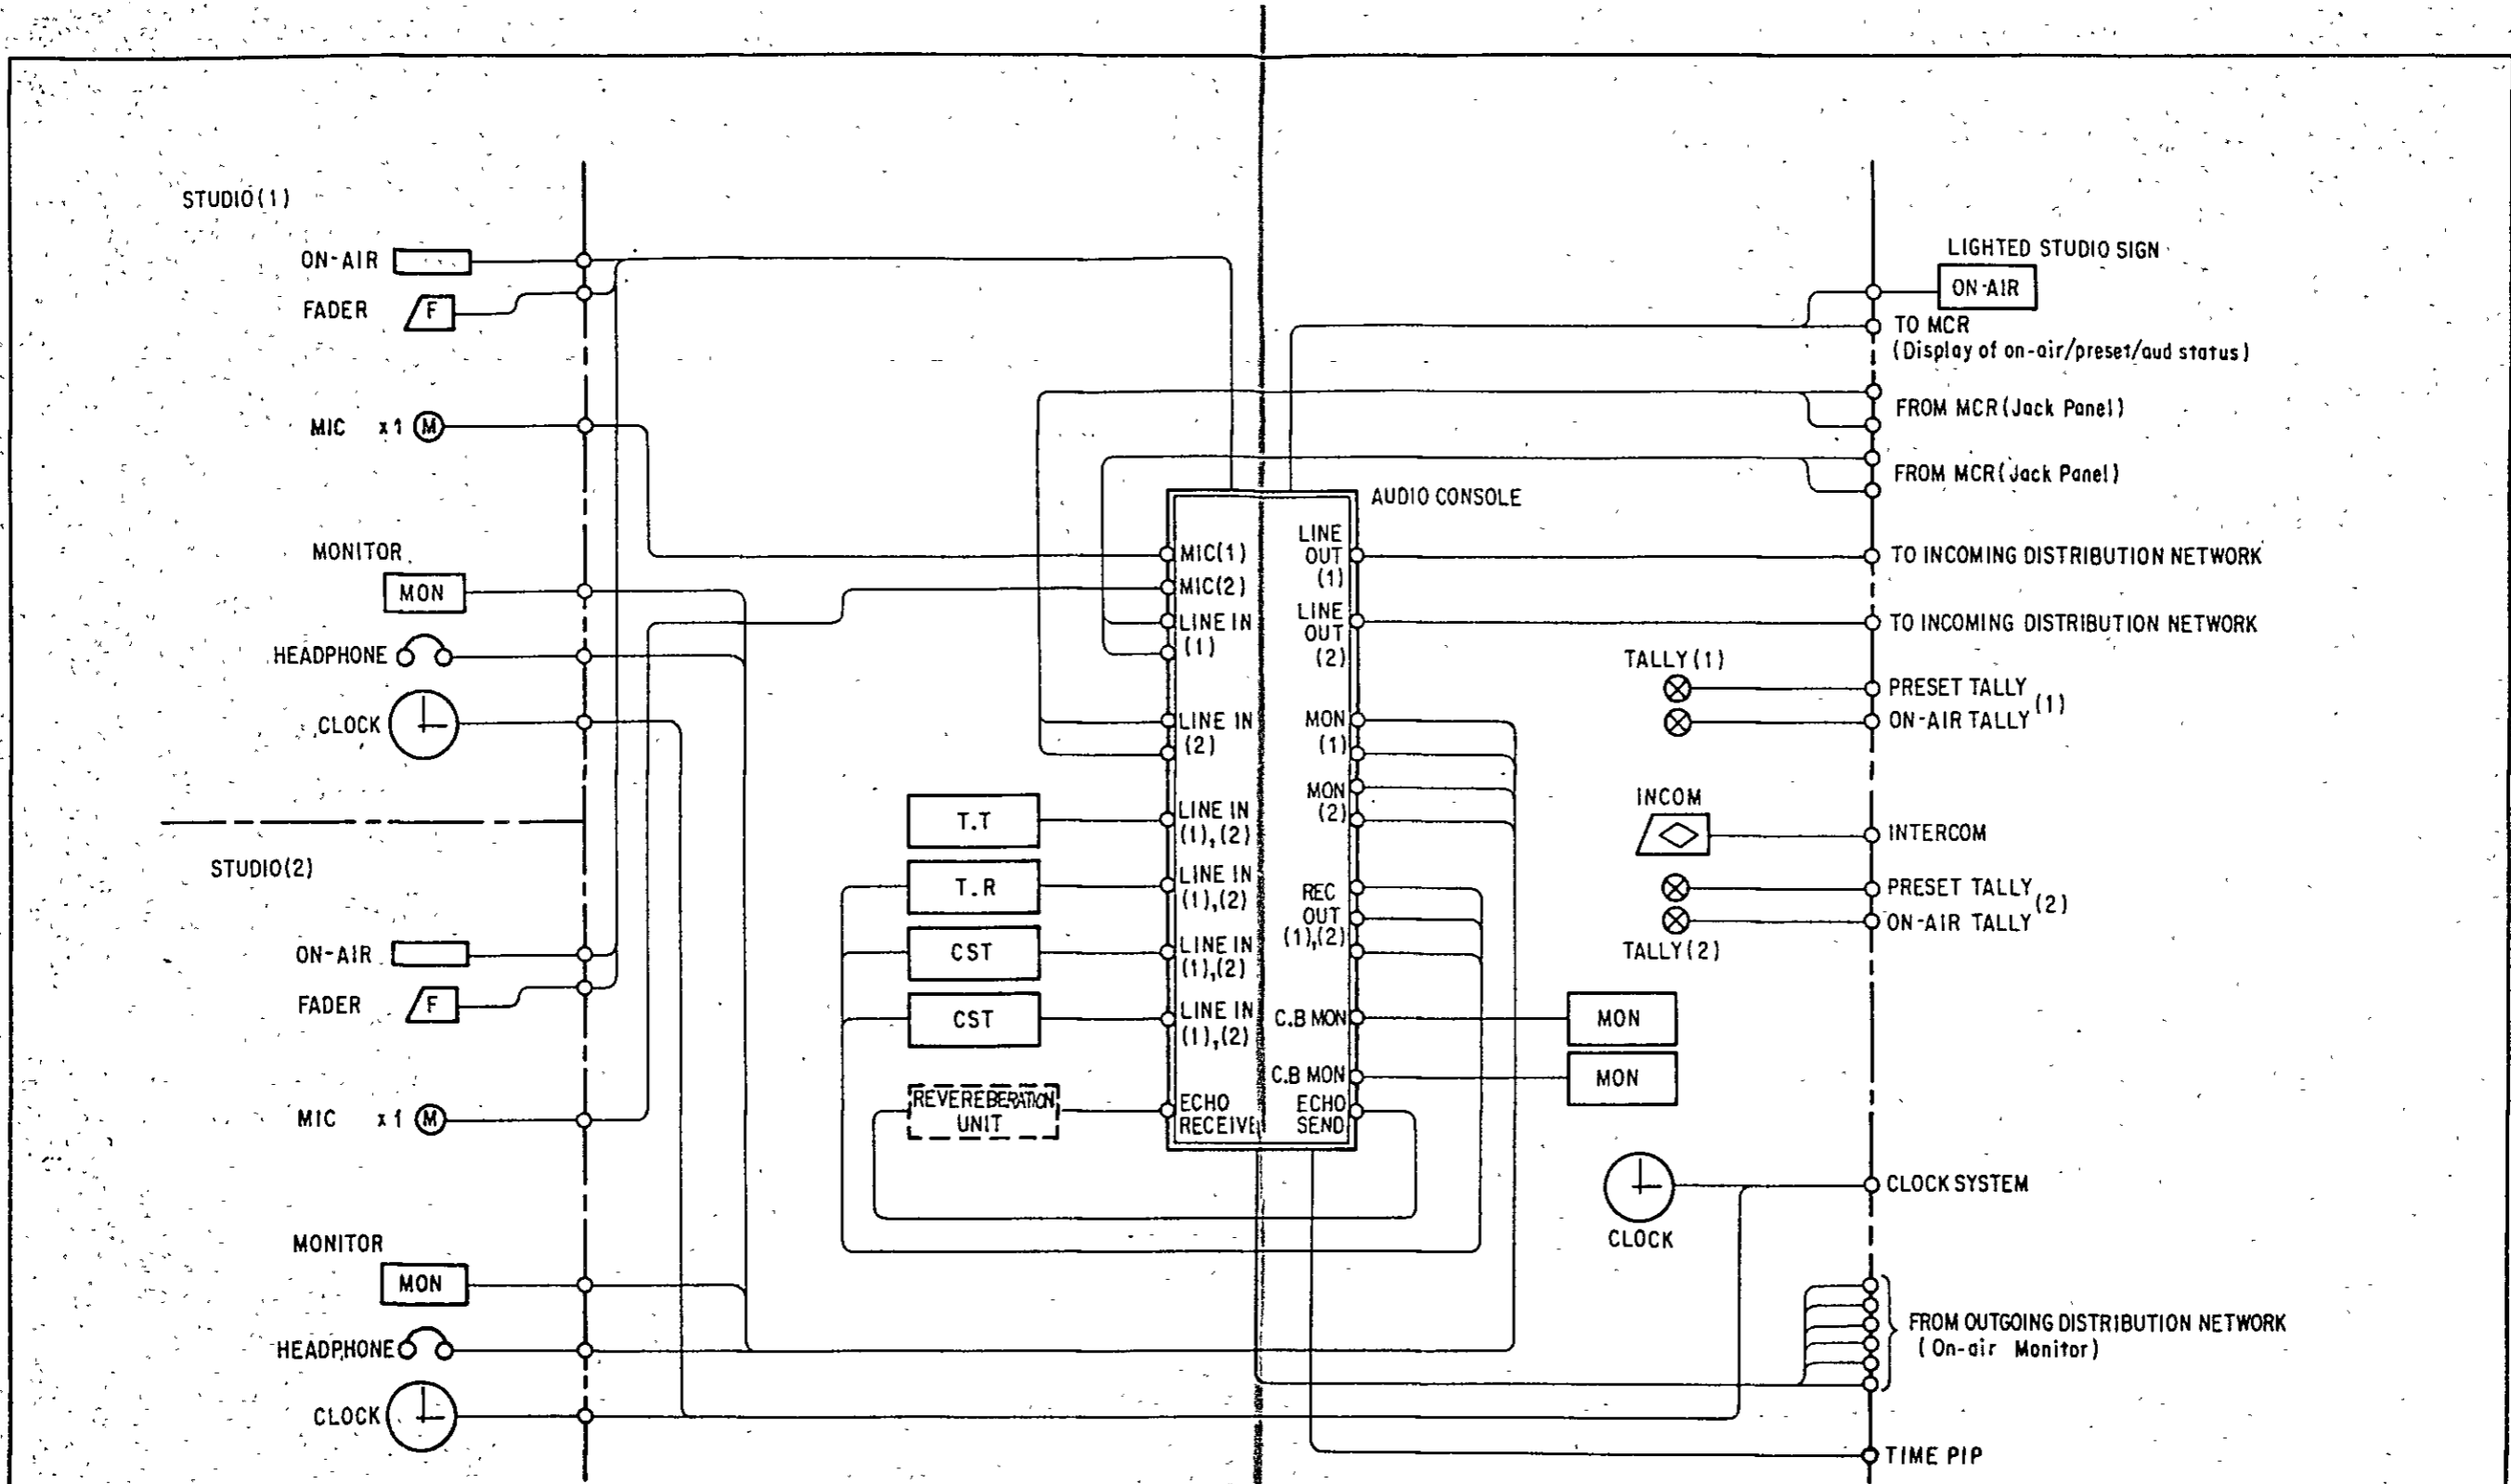 STUDIO(1)
ON-AIR
FADER F
MIC x1 M
MONITOR
MON
HEADPHONE
CLOCK
STUDIO(2)
ON-AIR
FADER F
MIC x1 M
MONITOR
MON
HEADPHONE
CLOCK
T.T
T.R
CST
CST
REVEREBERATION
UNIT
AUDIO CONSOLE
MIC(1)
MIC(2)
LINE IN
(1)
LINE IN
(2)
LINE IN
(1),(2)
LINE IN
(1),(2)
LINE IN
(1),(2)
LINE IN
(1),(2)
ECHO
RECEIVE
LINE
OUT
(1)
LINE
OUT
(2)
MON
(1)
MON
(2)
REC
OUT
(1),(2)
C.B MON
C.B MON
ECHO
SEND
MON
MON
TALLY(1)
INCOM
TALLY(2)
CLOCK
LIGHTED STUDIO SIGN
ON-AIR
TO MCR
(Display of on-air/preset/aud status)
FROM MCR(Jack Panel)
FROM MCR(Jack Panel)
TO INCOMING DISTRIBUTION NETWORK
TO INCOMING DISTRIBUTION NETWORK
PRESET TALLY
(1)
ON-AIR TALLY
INTERCOM
PRESET TALLY
(2)
ON-AIR TALLY
CLOCK SYSTEM
FROM OUTGOING DISTRIBUTION NETWORK
(On-air Monitor)
TIME PIP